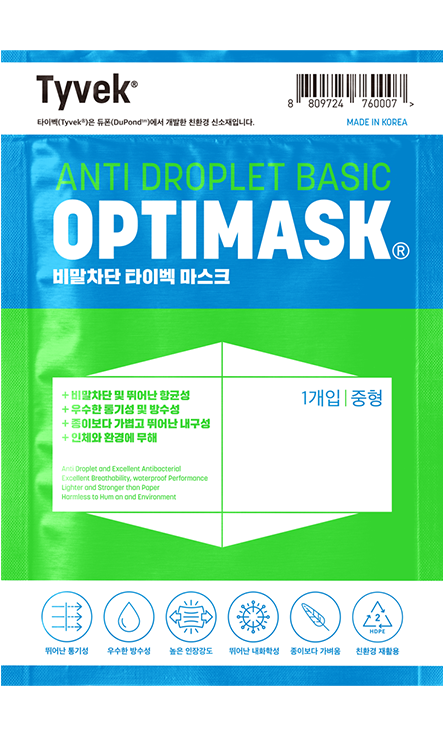 Tyvek®
8 809724 760007 >
타이벡(Tyvek®)은 듀폰(DuPond™)에서 개발한 친환경 신소재입니다.
MADE IN KOREA
ANTI DROPLET BASIC
OPTIMASK®
비말차단 타이벡 마스크
+ 비말차단 및 뛰어난 항균성
+ 우수한 통기성 및 방수성
+ 종이보다 가볍고 뛰어난 내구성
+ 인체와 환경에 무해
1개입|중형
Anti Droplet and Excellent Antibacterial
Excellent Breathability, waterproof Performance
Lighter and Stronger than Paper
Harmless to Human and Environment
2
HDPE
뛰어난 통기성
우수한 방수성
높은 인장강도
뛰어난 내화학성
종이보다 가벼움
친환경 재활용